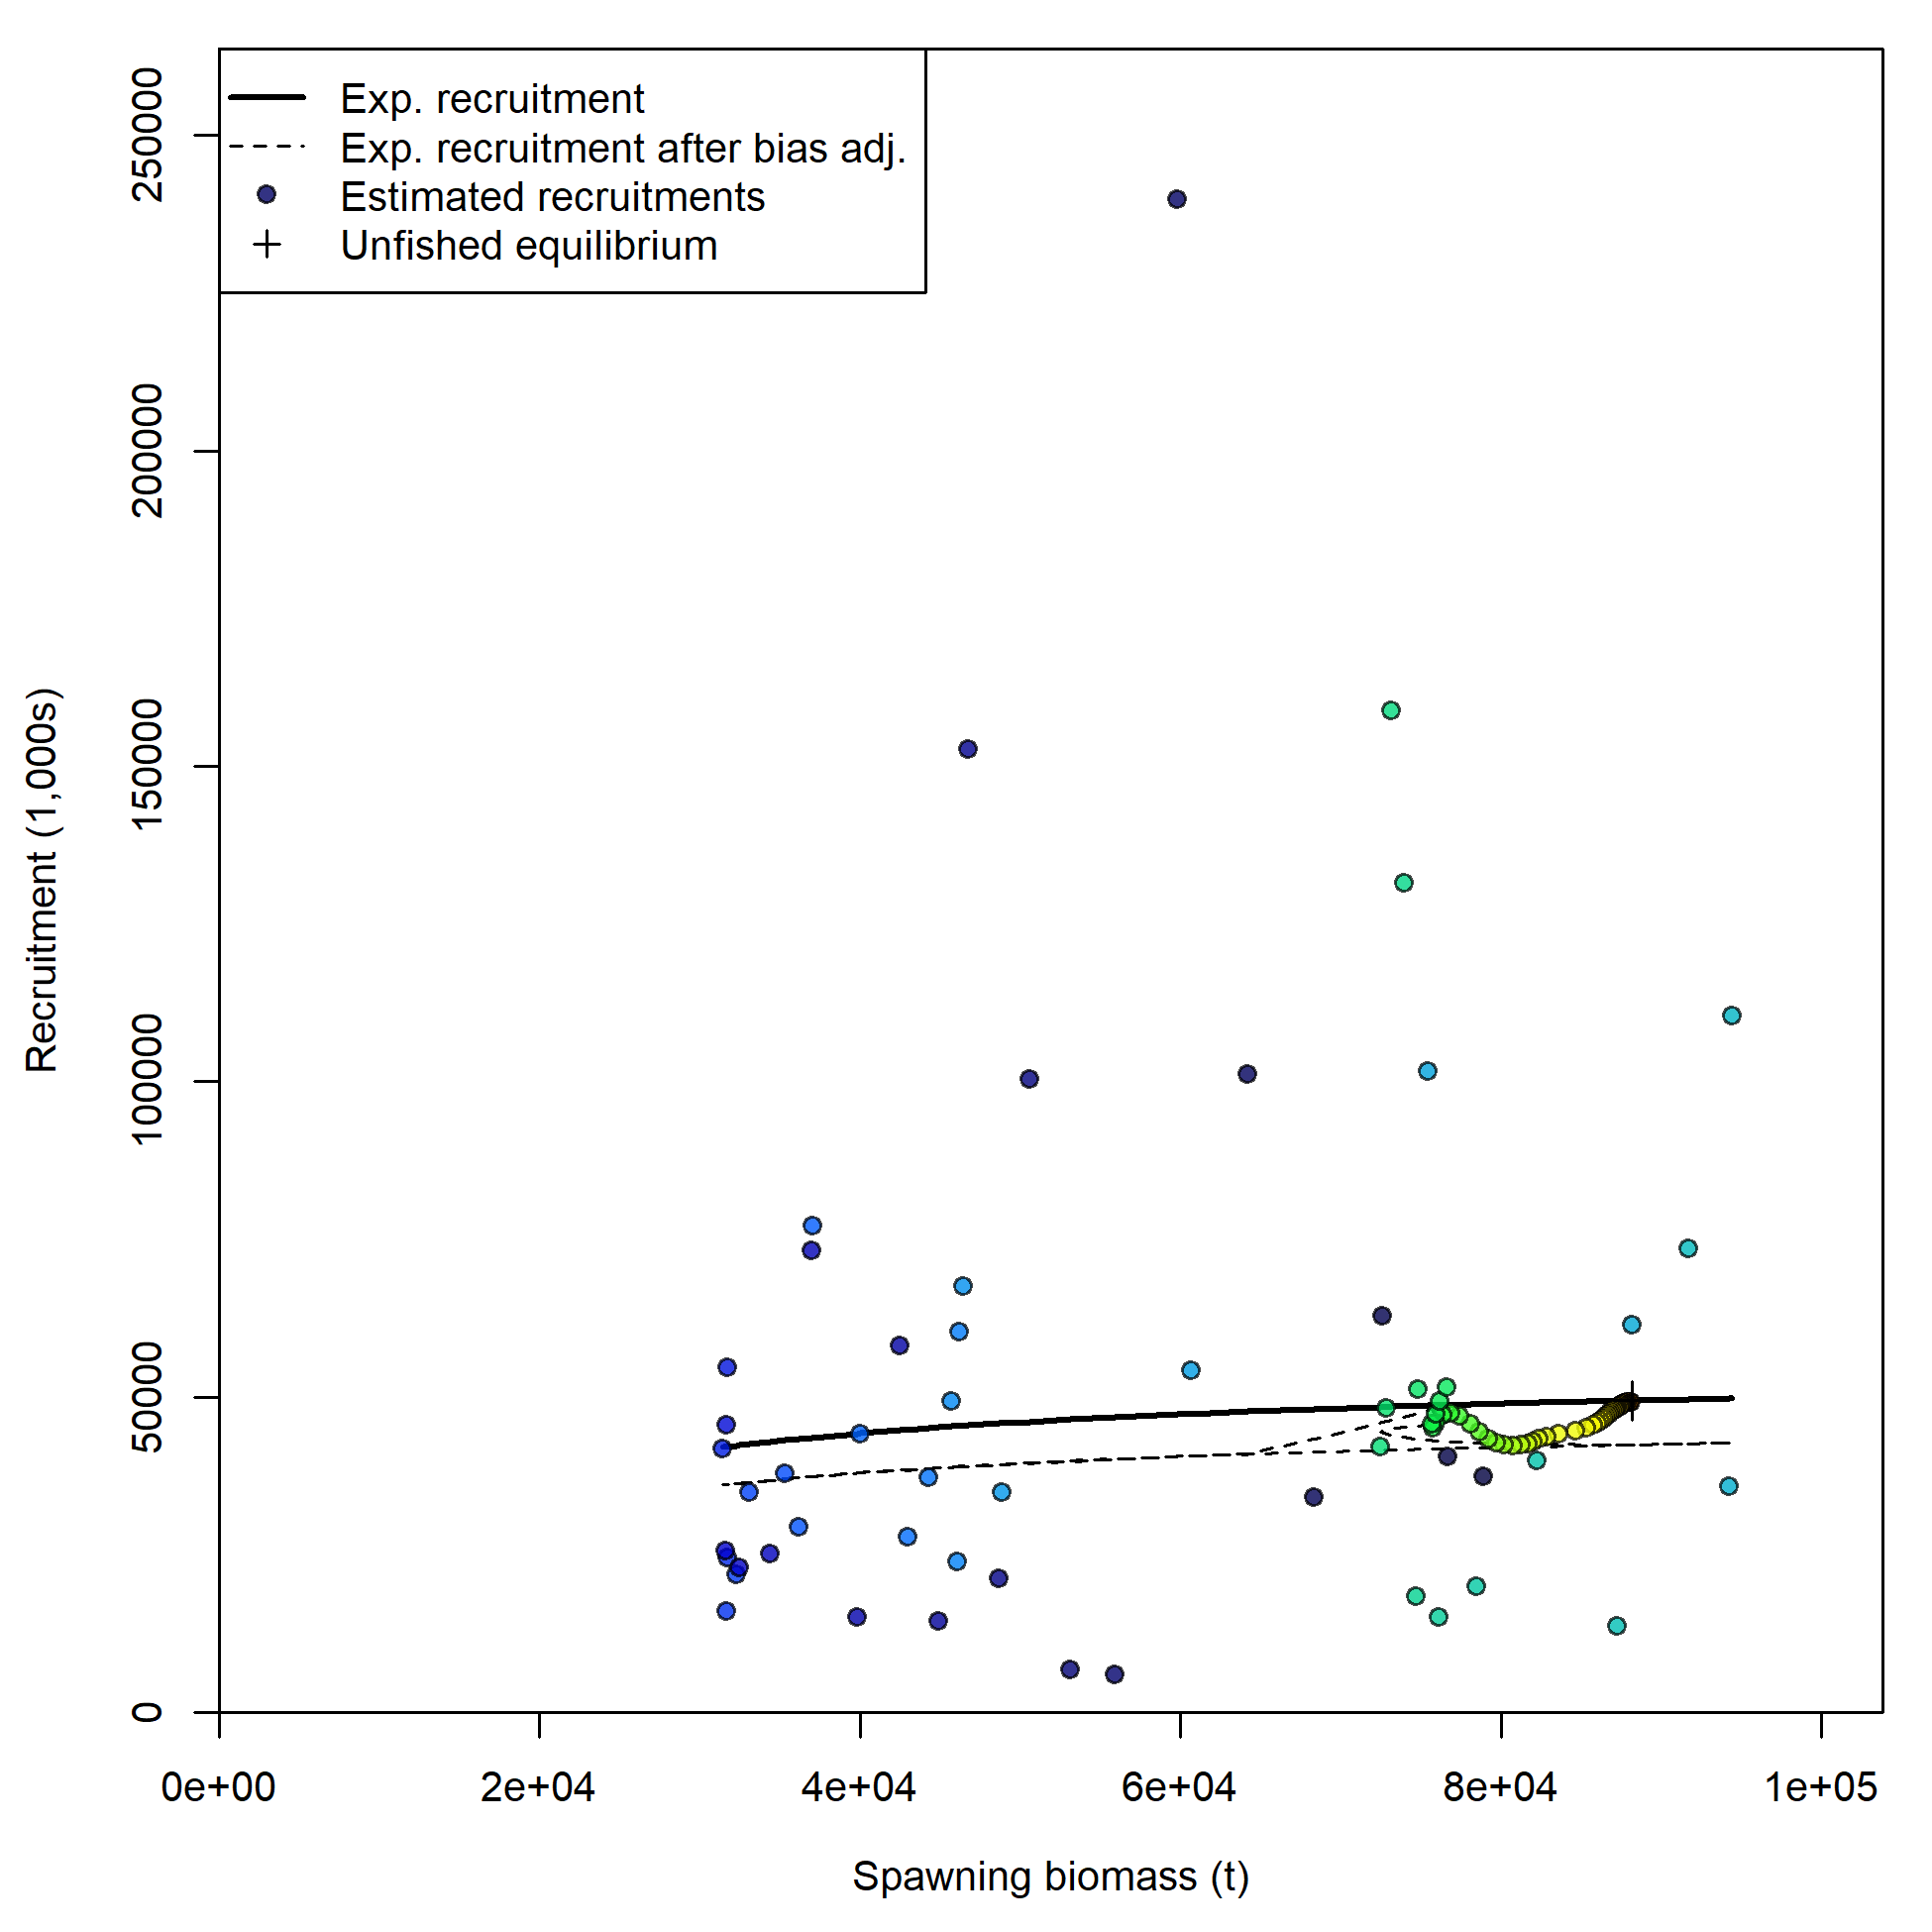 Exp. recruitment
Exp. recruitment after bias adj.
Estimated recruitments
Unfished equilibrium
Recruitment (1,000s)
250000
200000
150000
100000
50000
0
0e+00 2e+04 4e+04 6e+04 8e+04 1e+05
Spawning biomass (t)